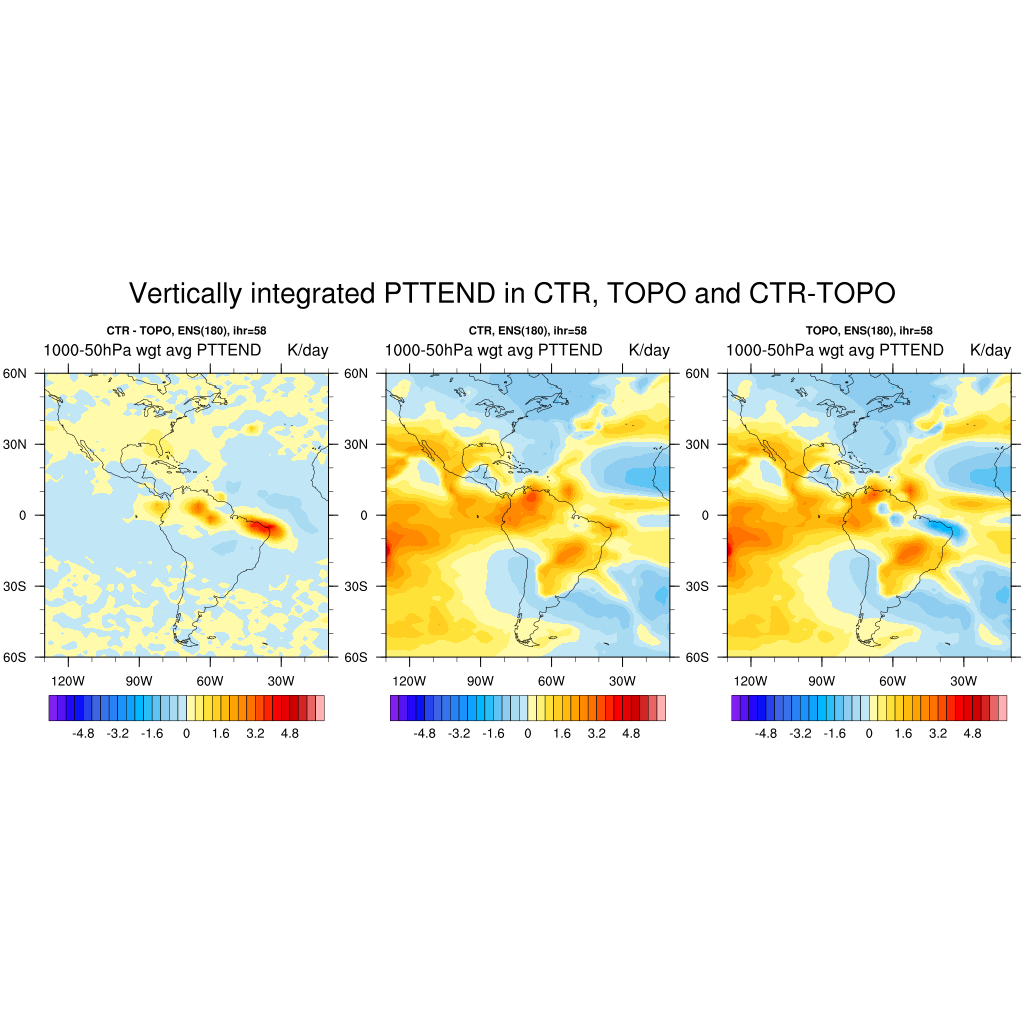 Vertically integrated PTTEND in CTR, TOPO and CTR-TOPO
CTR - TOPO, ENS(180), ihr=58
1000-50hPa wgt avg PTTEND K/day
60N
30N
0
30S
60S
120W 90W 60W 30W
-4.8 -3.2 -1.6 0 1.6 3.2 4.8
CTR, ENS(180), ihr=58
1000-50hPa wgt avg PTTEND K/day
60N
30N
0
30S
60S
120W 90W 60W 30W
-4.8 -3.2 -1.6 0 1.6 3.2 4.8
TOPO, ENS(180), ihr=58
1000-50hPa wgt avg PTTEND K/day
60N
30N
0
30S
60S
120W 90W 60W 30W
-4.8 -3.2 -1.6 0 1.6 3.2 4.8